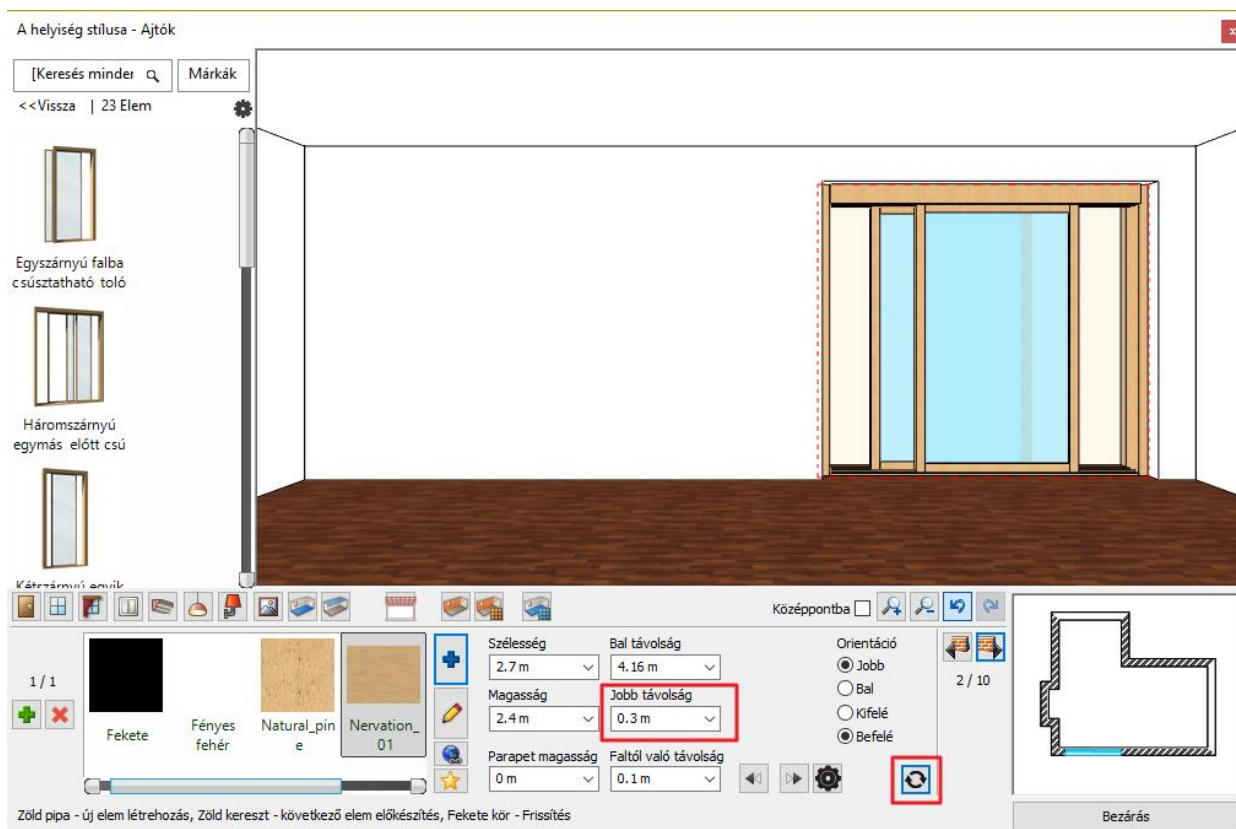 A helyiség stílusa - Ajtók
x
[Keresés minder
Márkák
<<Vissza | 23 Elem
Egyszárnyú falba
csúsztatható toló
Háromszárnyú
egymás előtt csú
Kétszárnyú egyik
Középpontba
1 / 1
Fekete
Fényes
fehér
Natural_pin
e
Nervation_
01
Szélesség
2.7 m
Magasság
2.4 m
Parapet magasság
0 m
Bal távolság
4.16 m
Jobb távolság
0.3 m
Faltól való távolság
0.1 m
Orientáció
Jobb
Bal
Kifelé
Befelé
2 / 10
Zöld pipa - új elem létrehozás, Zöld kereszt - következő elem előkészítés, Fekete kör - Frissítés
Bezárás